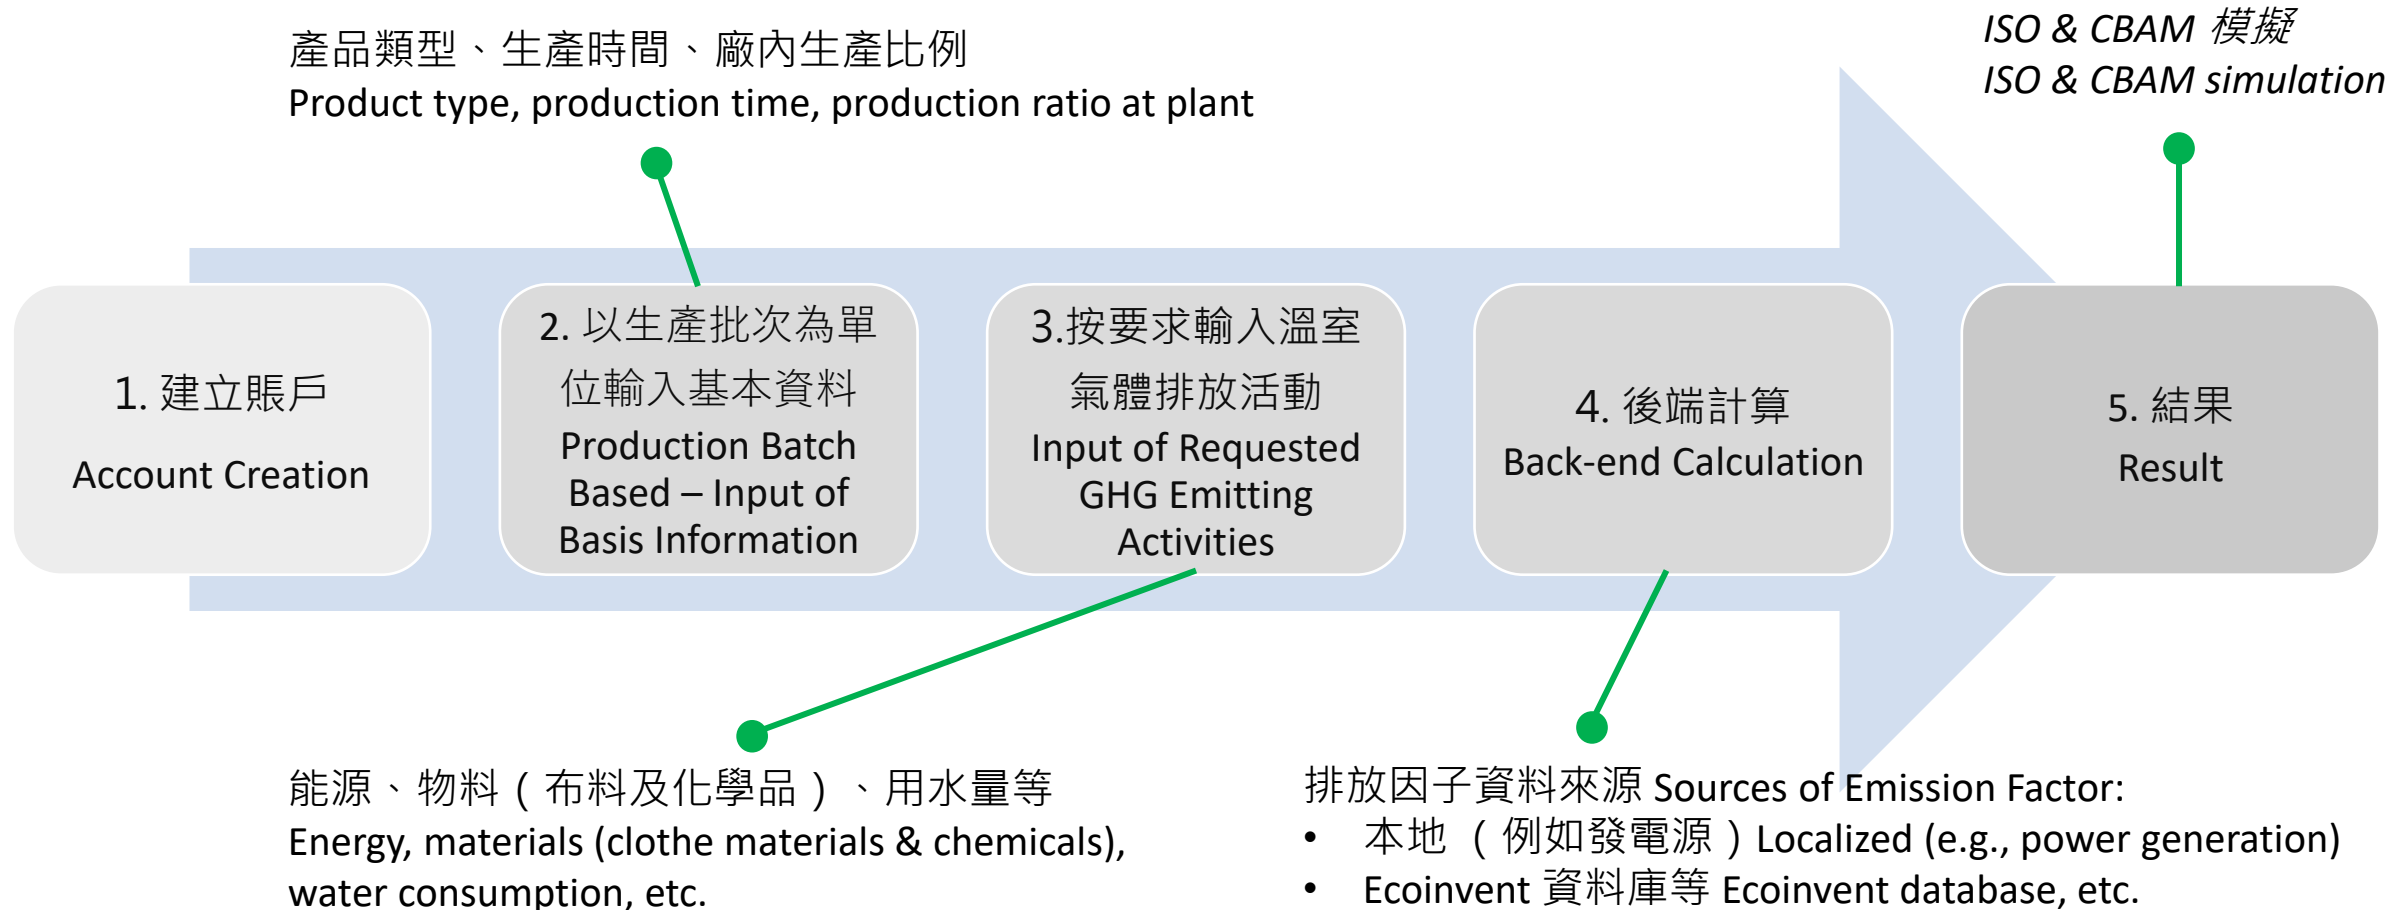 產品類型、生產時間、廠內生產比例
Product type, production time, production ratio at plant
ISO & CBAM 模擬
ISO & CBAM simulation
1. 建立賬戶
Account Creation
2. 以生產批次為單
位輸入基本資料
Production Batch
Based – Input of
Basis Information
3.按要求輸入溫室
氣體排放活動
Input of Requested
GHG Emitting
Activities
4. 後端計算
Back-end Calculation
5. 結果
Result
能源、物料（布料及化學品）、用水量等
Energy, materials (clothe materials & chemicals),
water consumption, etc.
排放因子資料來源 Sources of Emission Factor:
• 本地 （例如發電源）Localized (e.g., power generation)
• Ecoinvent 資料庫等 Ecoinvent database, etc.